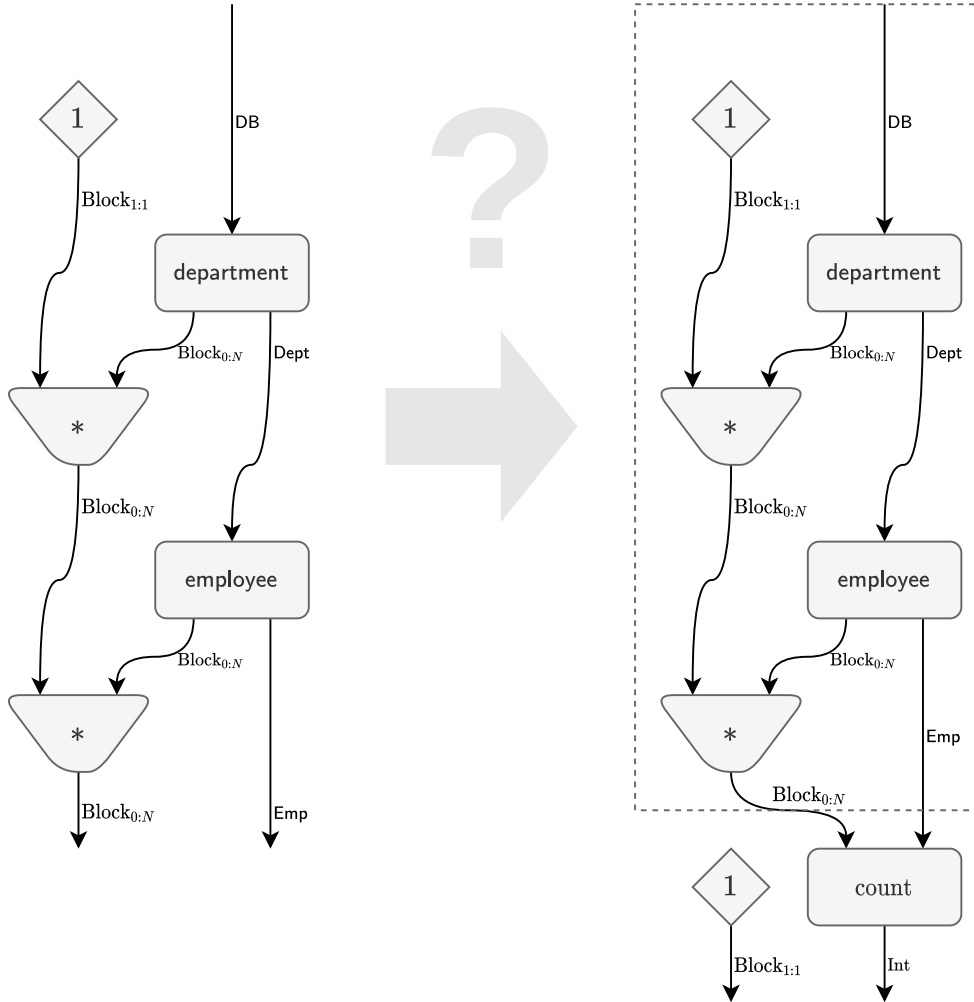 1
DB
Block₁:₁
department
Block₀:N
Dept
*
Block₀:N
employee
Block₀:N
*
Block₀:N
Emp
?
1
DB
Block₁:₁
department
Block₀:N
Dept
*
Block₀:N
employee
Block₀:N
*
Emp
Block₀:N
1
count
Block₁:₁
Int